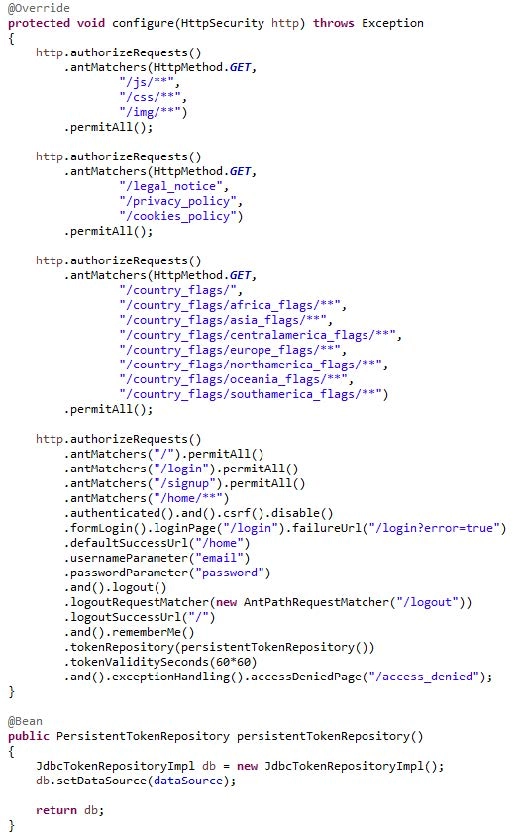 @Override
protected void configure(HttpSecurity http) throws Exception
{
    http.authorizeRequests()
        .antMatchers(HttpMethod.GET,
                "/js/**",
                "/css/**",
                "/img/**")
        .permitAll();

    http.authorizeRequests()
        .antMatchers(HttpMethod.GET,
                "/legal_notice",
                "/privacy_policy",
                "/cookies_policy")
        .permitAll();

    http.authorizeRequests()
        .antMatchers(HttpMethod.GET,
                "/country_flags/",
                "/country_flags/africa_flags/**",
                "/country_flags/asia_flags/**",
                "/country_flags/centralamerica_flags/**",
                "/country_flags/europe_flags/**",
                "/country_flags/northamerica_flags/**",
                "/country_flags/oceania_flags/**",
                "/country_flags/southamerica_flags/**")
        .permitAll();

    http.authorizeRequests()
        .antMatchers("/").permitAll()
        .antMatchers("/login").permitAll()
        .antMatchers("/signup").permitAll()
        .antMatchers("/home/**")
        .authenticated().and().csrf().disable()
        .formLogin().loginPage("/login").failureUrl("/login?error=true")
        .defaultSuccessUrl("/home")
        .usernameParameter("email")
        .passwordParameter("password")
        .and().logout()
        .logoutRequestMatcher(new AntPathRequestMatcher("/logout"))
        .logoutSuccessUrl("/")
        .and().rememberMe()
        .tokenRepository(persistentTokenRepository())
        .tokenValiditySeconds(60*60)
        .and().exceptionHandling().accessDeniedPage("/access_denied");
}

@Bean
public PersistentTokenRepository persistentTokenRepository()
{
    JdbcTokenRepositoryImpl db = new JdbcTokenRepositoryImpl();
    db.setDataSource(dataSource);

    return db;
}